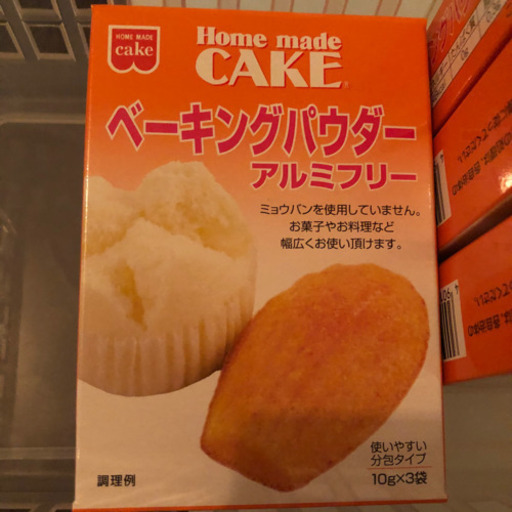 HOME MADE
cake
Home made
CAKE®
ベーキングパウダー
アルミフリー
ミョウバンを使用していません。
お菓子やお料理など
幅広くお使い頂けます。
使いやすい
分包タイプ
10g×3袋
調理例